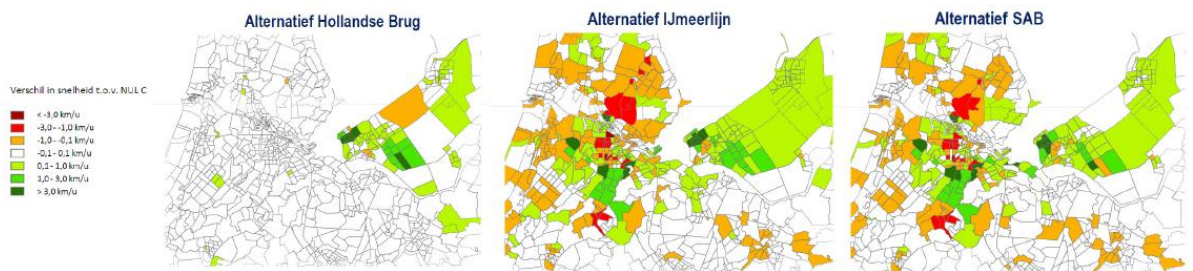 Alternatief Hollandse Brug
Alternatief IJmeerlijn
Alternatief SAB
Verschil in snelheid t.o.v. NUL C
< -3,0 km/u
-3,0 - -1,0 km/u
-1,0 - -0,1 km/u
-0,1 - 0,1 km/u
0,1 - 1,0 km/u
1,0 - 3,0 km/u
> 3,0 km/u